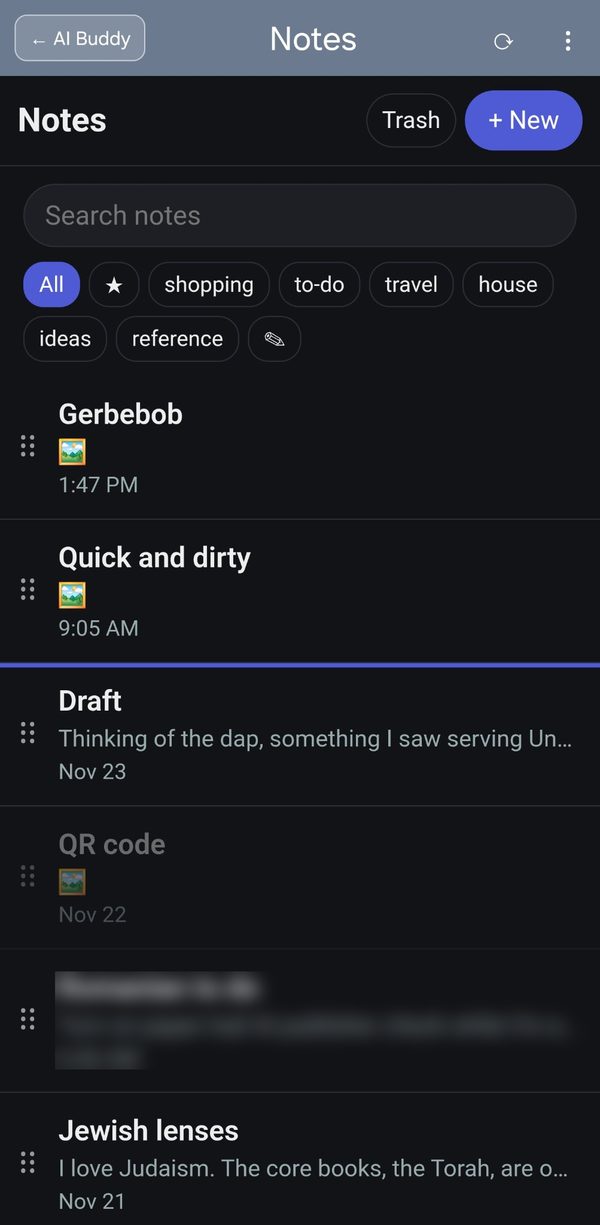 ← AI Buddy
Notes
Notes
Trash
+ New
Search notes
All
★
shopping
to-do
travel
house
ideas
reference
Gerbebob
1:47 PM
Quick and dirty
9:05 AM
Draft
Thinking of the dap, something I saw serving Un...
Nov 23
QR code
Nov 22
Jewish lenses
I love Judaism. The core books, the Torah, are o...
Nov 21